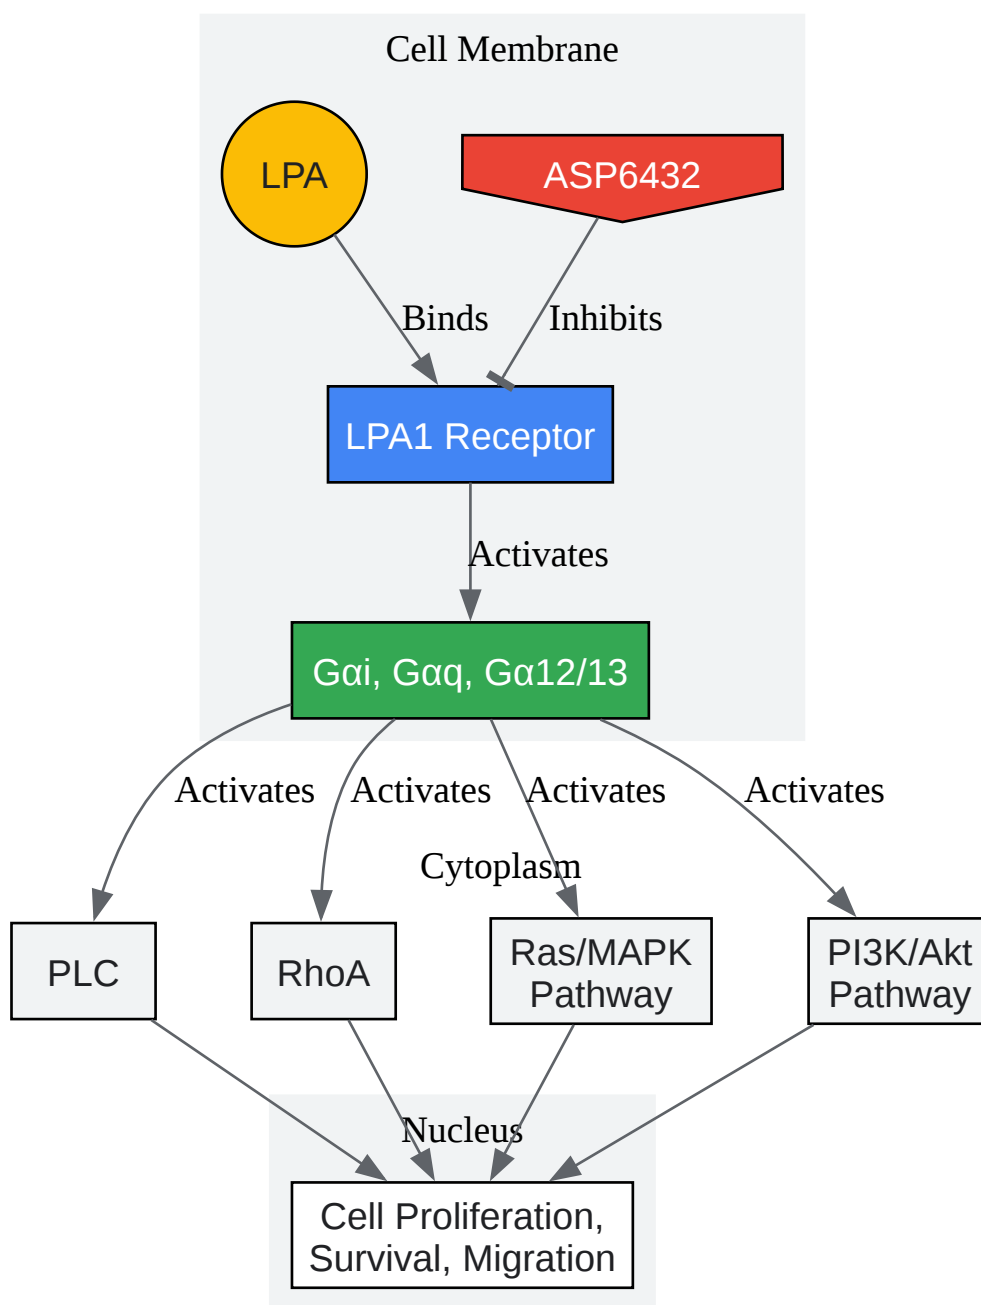 Cell Membrane
LPA
ASP6432
Binds
Inhibits
LPA1 Receptor
Activates
Gαi, Gαq, Gα12/13
Activates
Activates
Activates
Activates
Cytoplasm
PLC
RhoA
Ras/MAPK
Pathway
PI3K/Akt
Pathway
Nucleus
Cell Proliferation,
Survival, Migration